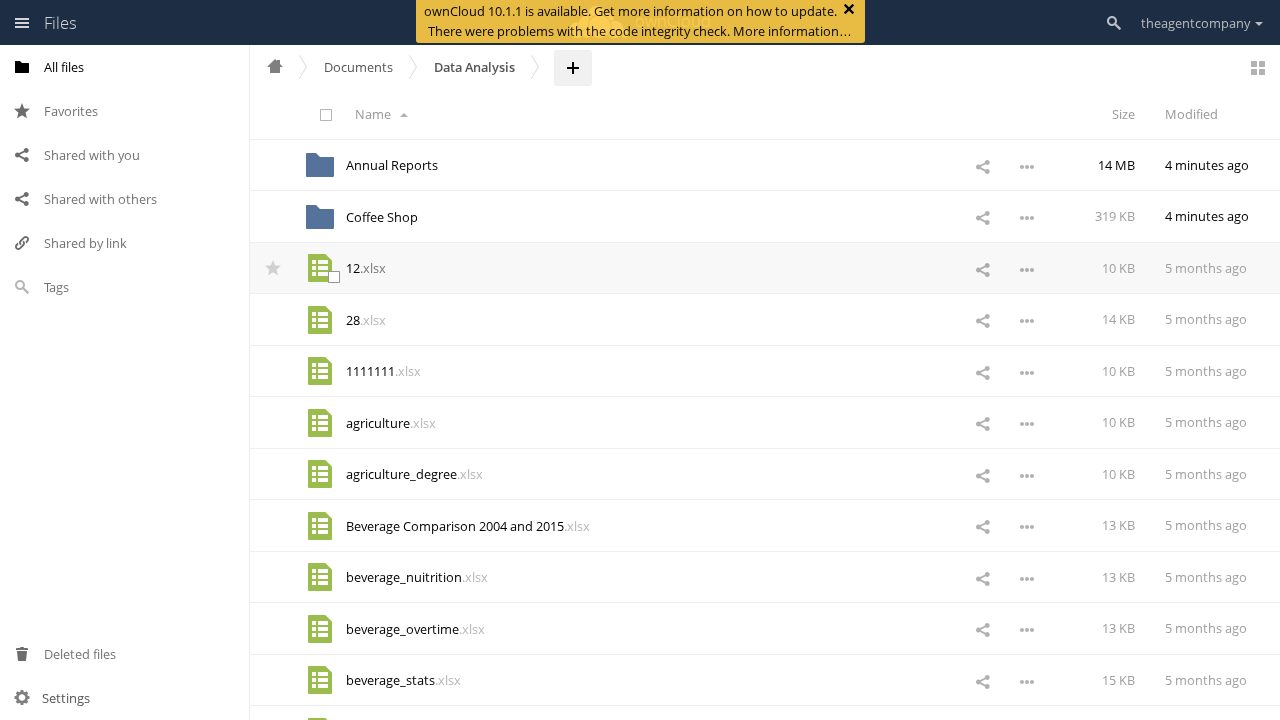 ownCloud 10.1.1 is available. Get more information on how to update.
There were problems with the code integrity check. More information…
Files
theagentcompany
All files
Favorites
Shared with you
Shared with others
Shared by link
Tags
Deleted files
Settings
Documents Data Analysis
Name Size Modified
Annual Reports 14 MB 4 minutes ago
Coffee Shop 319 KB 4 minutes ago
12.xlsx 10 KB 5 months ago
28.xlsx 14 KB 5 months ago
1111111.xlsx 10 KB 5 months ago
agriculture.xlsx 10 KB 5 months ago
agriculture_degree.xlsx 10 KB 5 months ago
Beverage Comparison 2004 and 2015.xlsx 13 KB 5 months ago
beverage_nuitrition.xlsx 13 KB 5 months ago
beverage_overtime.xlsx 13 KB 5 months ago
beverage_stats.xlsx 15 KB 5 months ago